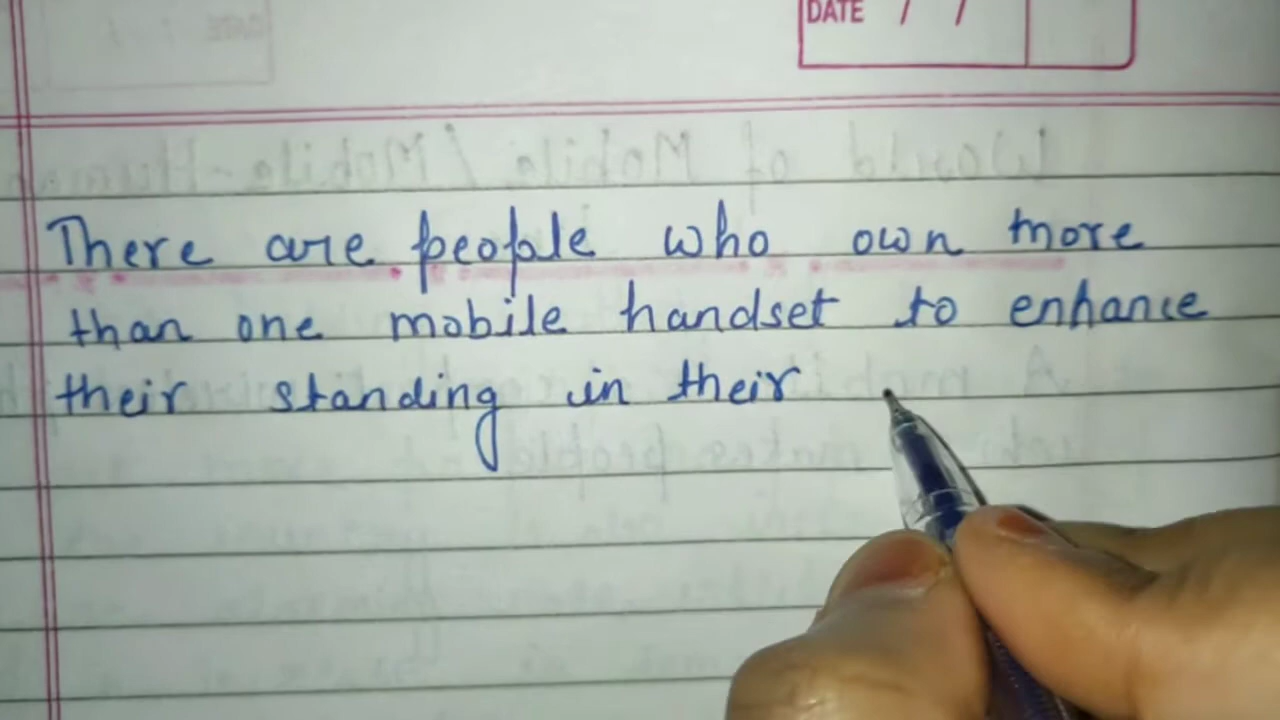 DATE / /
There are people who own more
than one mobile handset to enhance
their standing in their